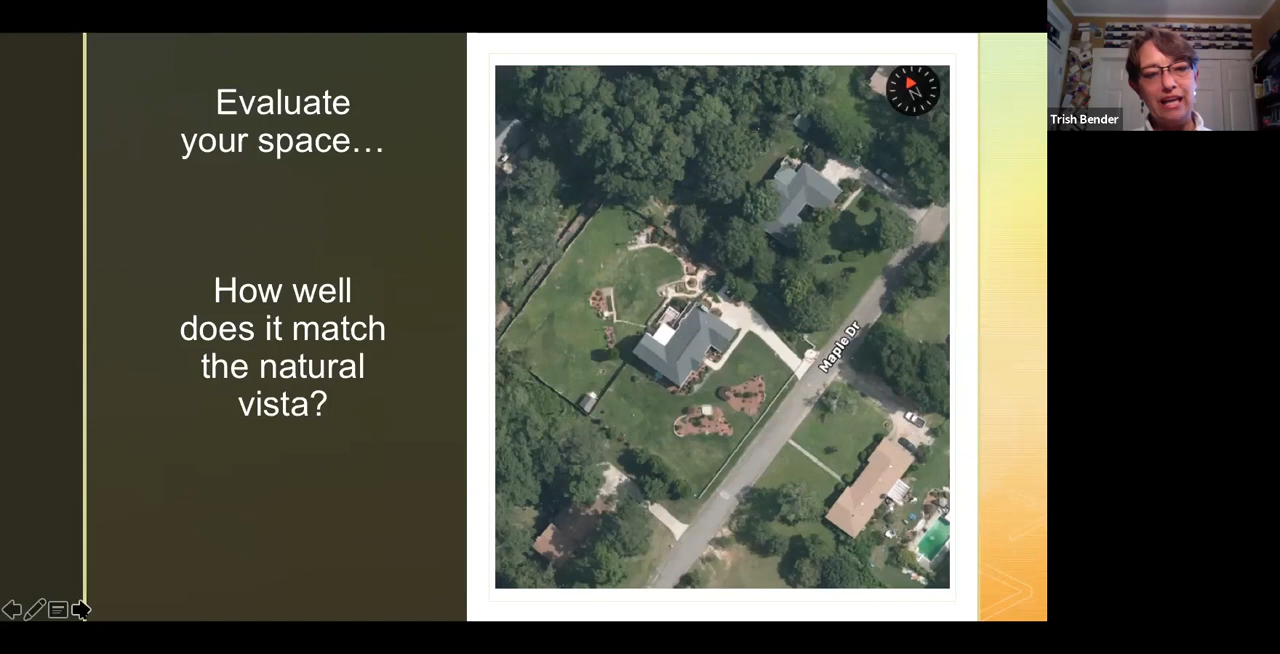 Evaluate
your space…
How well
does it match
the natural
vista?
N
Maple Dr
Trish Bender